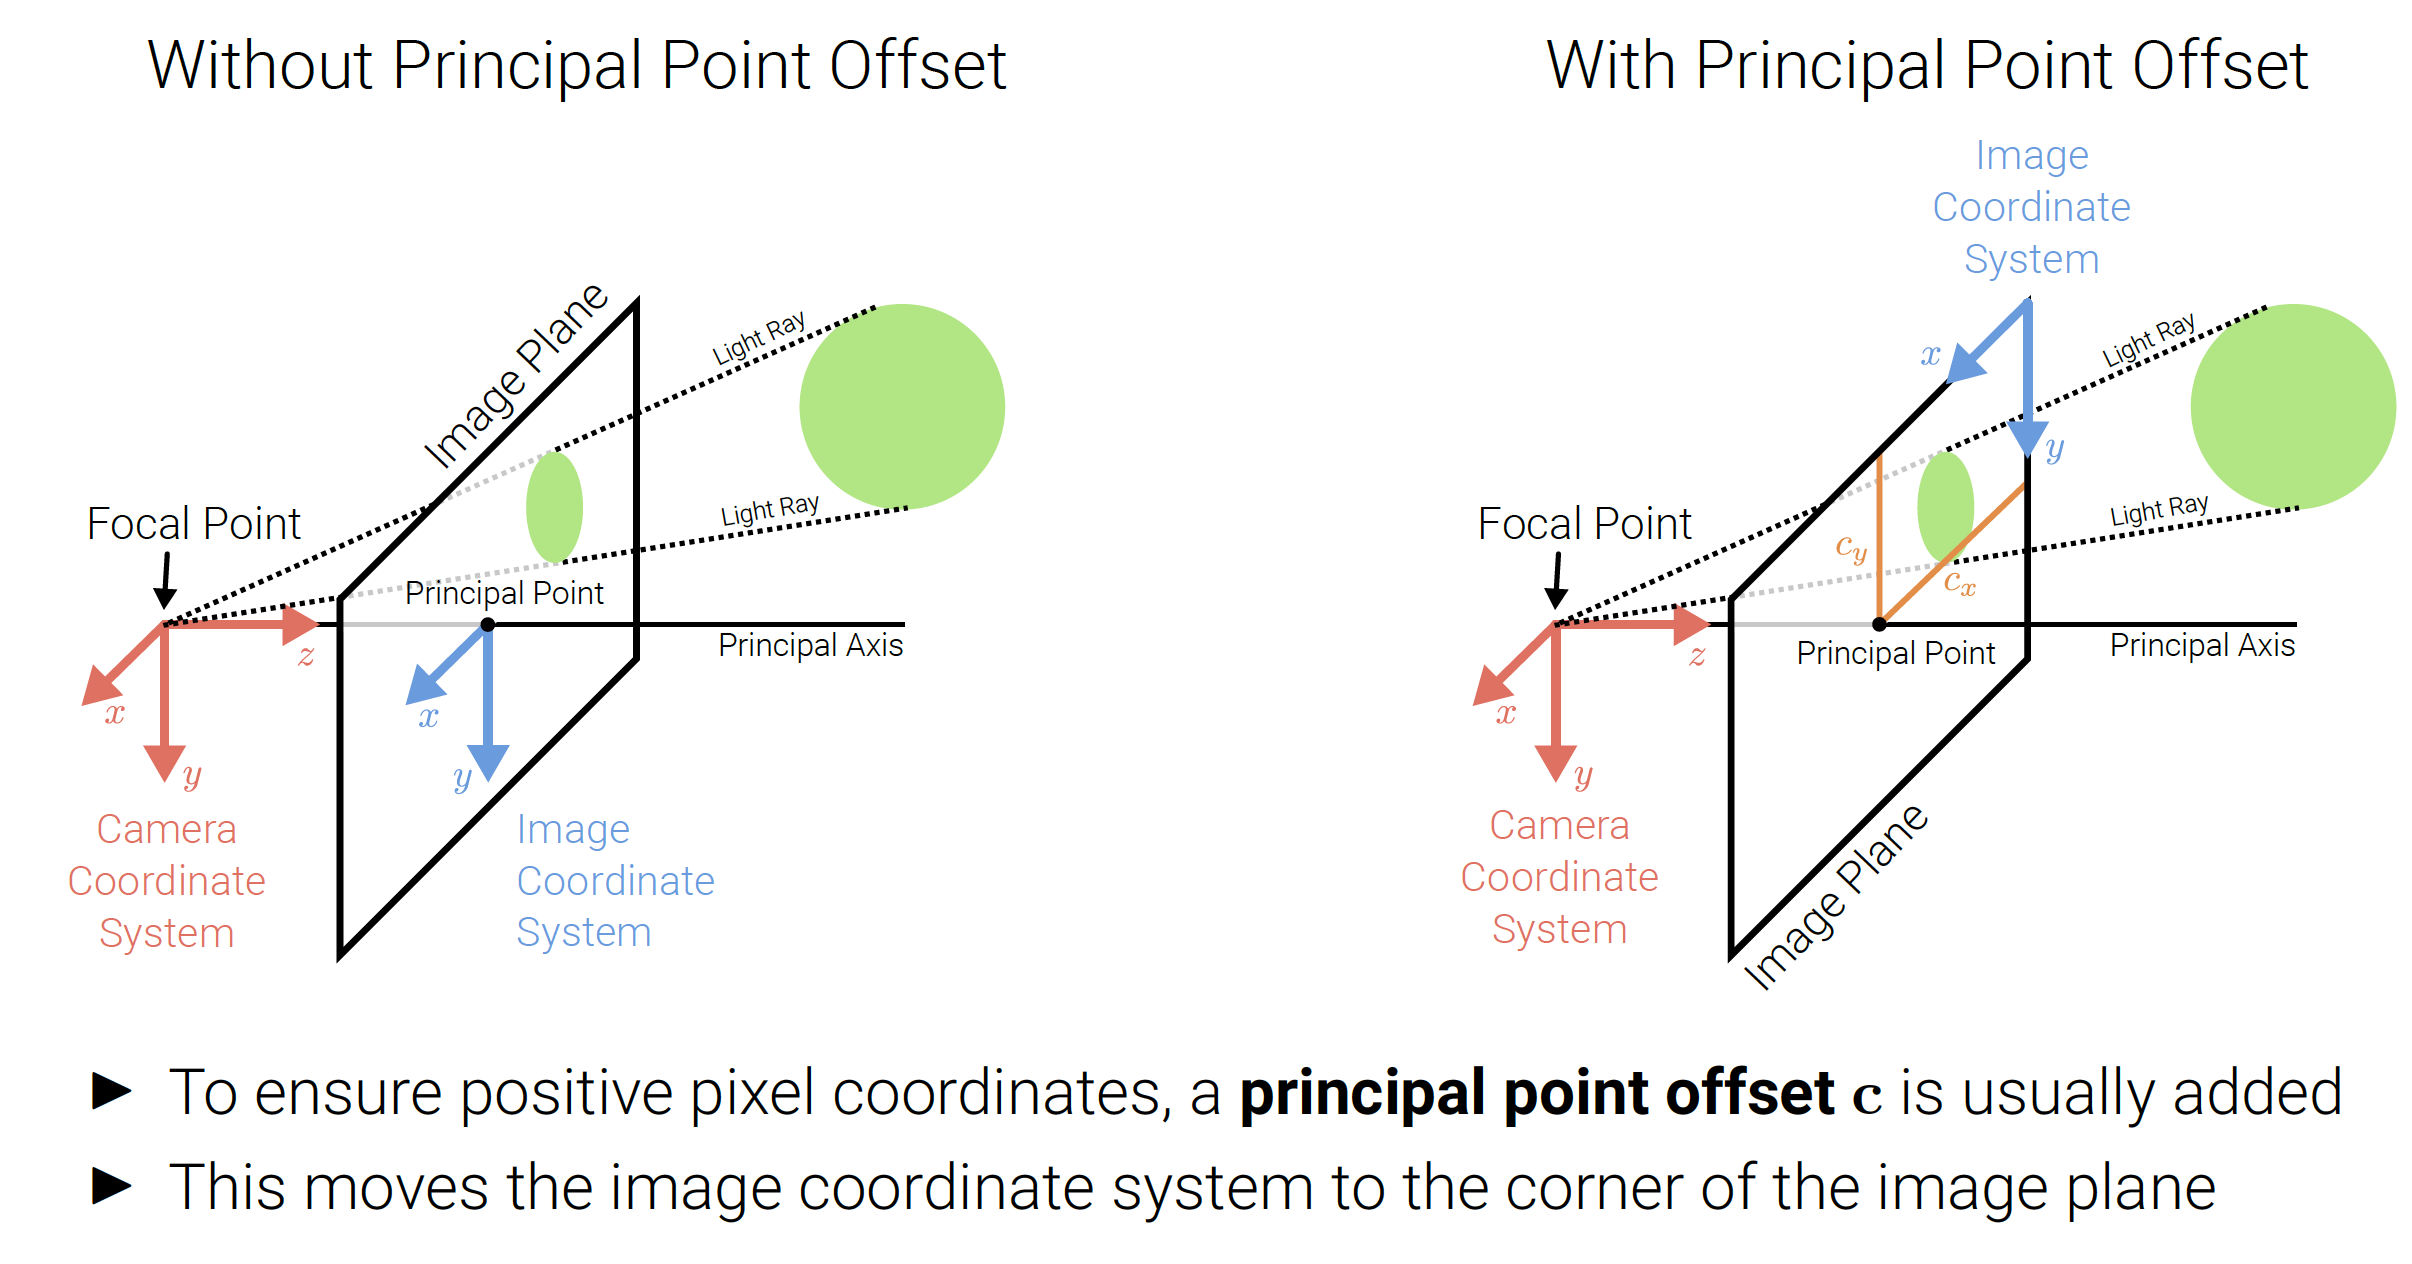 Without Principal Point Offset
Image Plane
Light Ray
Light Ray
Focal Point
Principal Point
Principal Axis
z
x
y
x
y
Camera
Coordinate
System
Image
Coordinate
System
With Principal Point Offset
Image
Coordinate
System
x
y
Light Ray
Light Ray
Focal Point
c_y
c_x
Principal Point
Principal Axis
z
x
y
Camera
Coordinate
System
Image Plane
► To ensure positive pixel coordinates, a principal point offset c is usually added
► This moves the image coordinate system to the corner of the image plane